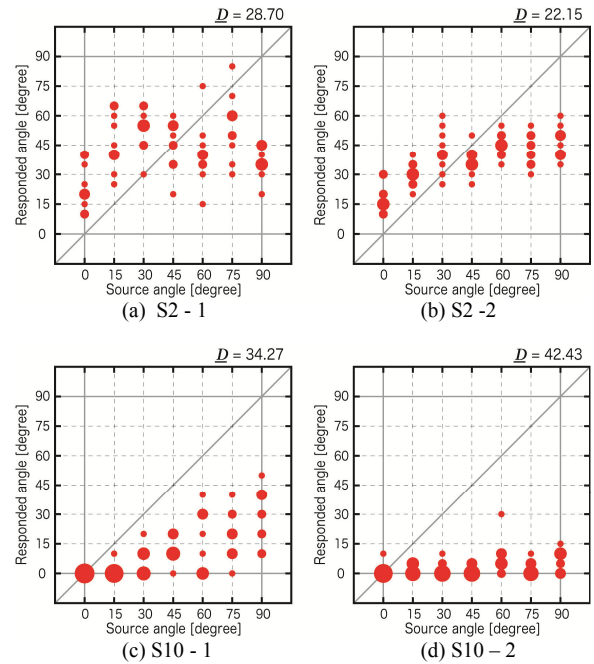 D = 28.70
Responded angle [degree]
90
75
60
45
30
15
0
0 15 30 45 60 75 90
Source angle [degree]
(a) S2 - 1
D = 22.15
Responded angle [degree]
90
75
60
45
30
15
0
0 15 30 45 60 75 90
Source angle [degree]
(b) S2 -2
D = 34.27
Responded angle [degree]
90
75
60
45
30
15
0
0 15 30 45 60 75 90
Source angle [degree]
(c) S10 - 1
D = 42.43
Responded angle [degree]
90
75
60
45
30
15
0
0 15 30 45 60 75 90
Source angle [degree]
(d) S10 – 2